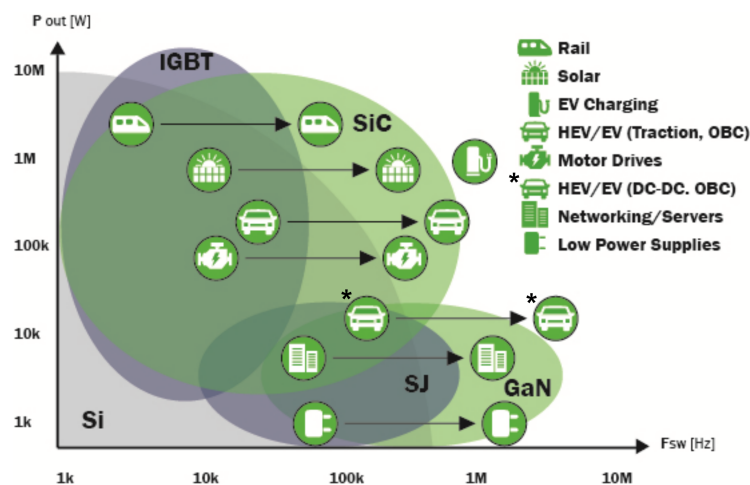 P out [W]
10M
1M
100k
10k
1k
IGBT
SiC
Si
SJ
GaN
*
*
Rail
Solar
EV Charging
HEV/EV (Traction, OBC)
Motor Drives
* HEV/EV (DC-DC. OBC)
Networking/Servers
Low Power Supplies
Fsw [Hz]
1k
10k
100k
1M
10M